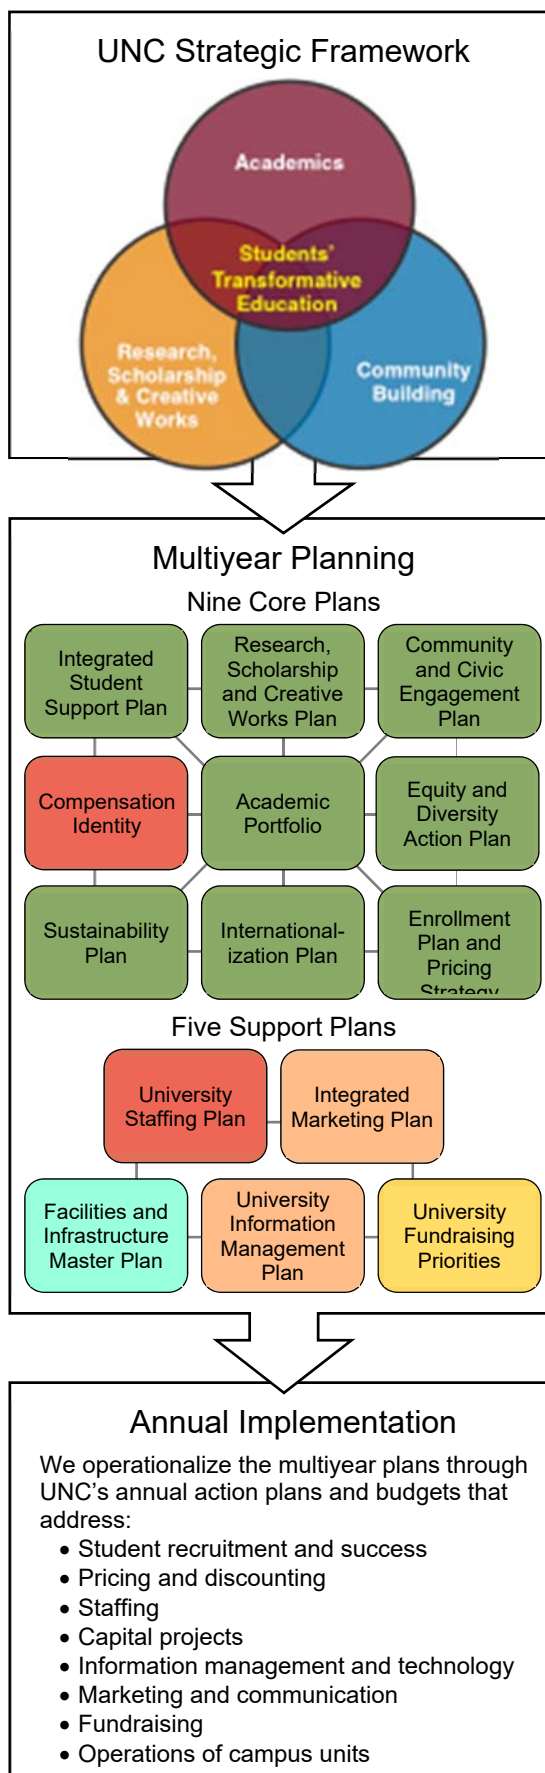 UNC Strategic Framework
Academics
Students'
Transformative
Education
Research,
Scholarship
& Creative
Works
Community
Building
Multiyear Planning
Nine Core Plans
Integrated
Student
Support Plan
Research,
Scholarship
and Creative
Works Plan
Community
and Civic
Engagement
Plan
Compensation
Identity
Academic
Portfolio
Equity and
Diversity
Action Plan
Sustainability
Plan
International-
ization Plan
Enrollment
Plan and
Pricing
Strategy
Five Support Plans
University
Staffing Plan
Integrated
Marketing Plan
Facilities and
Infrastructure
Master Plan
University
Information
Management
Plan
University
Fundraising
Priorities
Annual Implementation
We operationalize the multiyear plans through
UNC's annual action plans and budgets that
address:
• Student recruitment and success
• Pricing and discounting
• Staffing
• Capital projects
• Information management and technology
• Marketing and communication
• Fundraising
• Operations of campus units